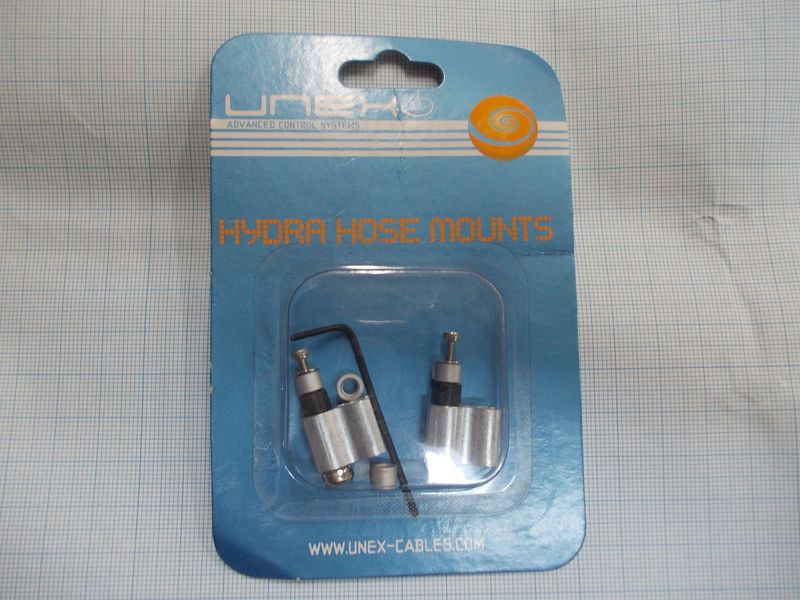 UNEX
ADVANCED CONTROL SYSTEMS
HYDRA HOSE MOUNTS
WWW.UNEX-CABLES.COM